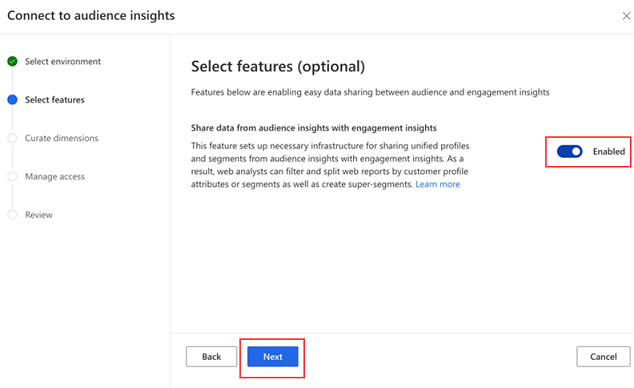 Connect to audience insights
Select environment
Select features
Curate dimensions
Manage access
Review
Select features (optional)
Features below are enabling easy data sharing between audience and engagement insights
Share data from audience insights with engagement insights
This feature sets up necessary infrastructure for sharing unified profiles
and segments from audience insights with engagement insights. As a
result, web analysts can filter and split web reports by customer profile
attributes or segments as well as create super-segments. Learn more
Enabled
Back
Next
Cancel